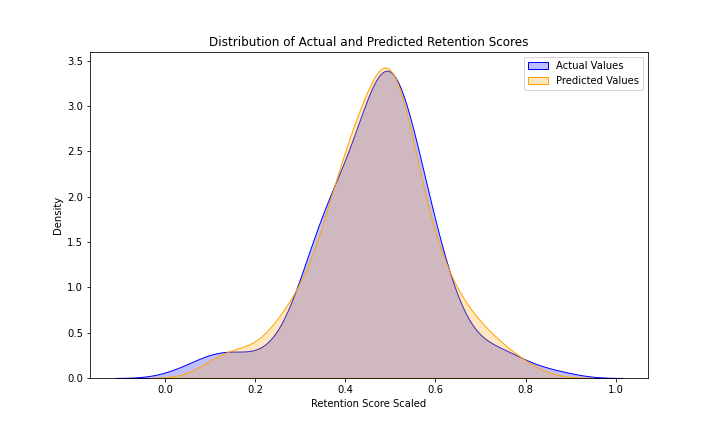 Distribution of Actual and Predicted Retention Scores
Actual Values
Predicted Values
3.5
3.0
2.5
2.0
1.5
1.0
0.5
0.0
Density
0.0 0.2 0.4 0.6 0.8 1.0
Retention Score Scaled